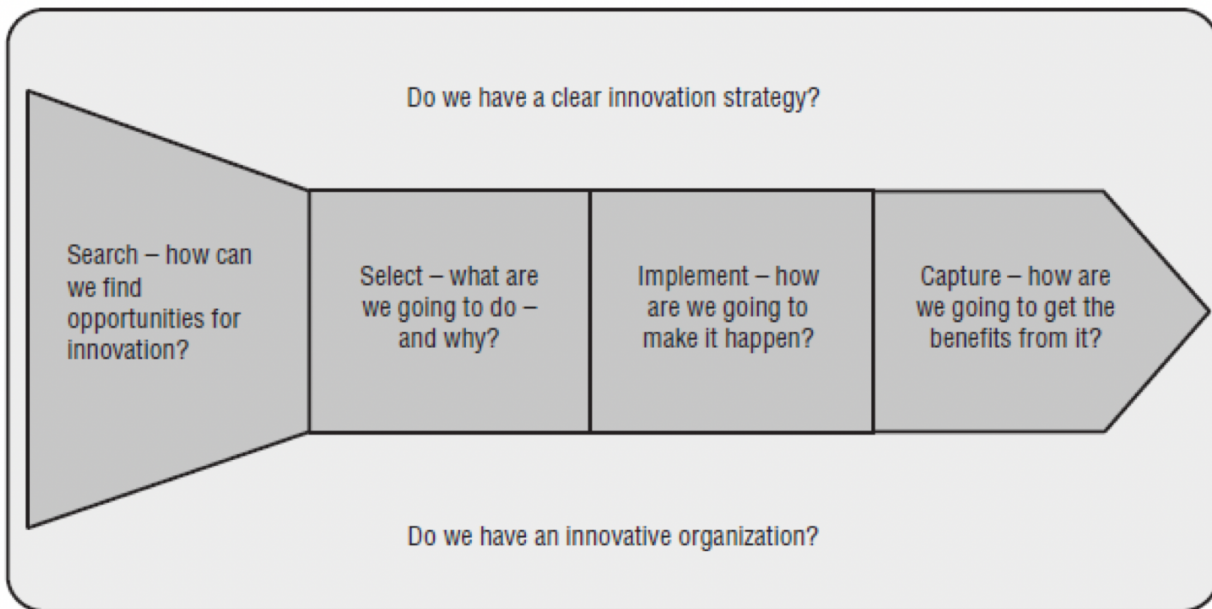 Do we have a clear innovation strategy?
Search – how can
we find
opportunities for
innovation?
Select – what are
we going to do –
and why?
Implement – how
are we going to
make it happen?
Capture – how are
we going to get the
benefits from it?
Do we have an innovative organization?